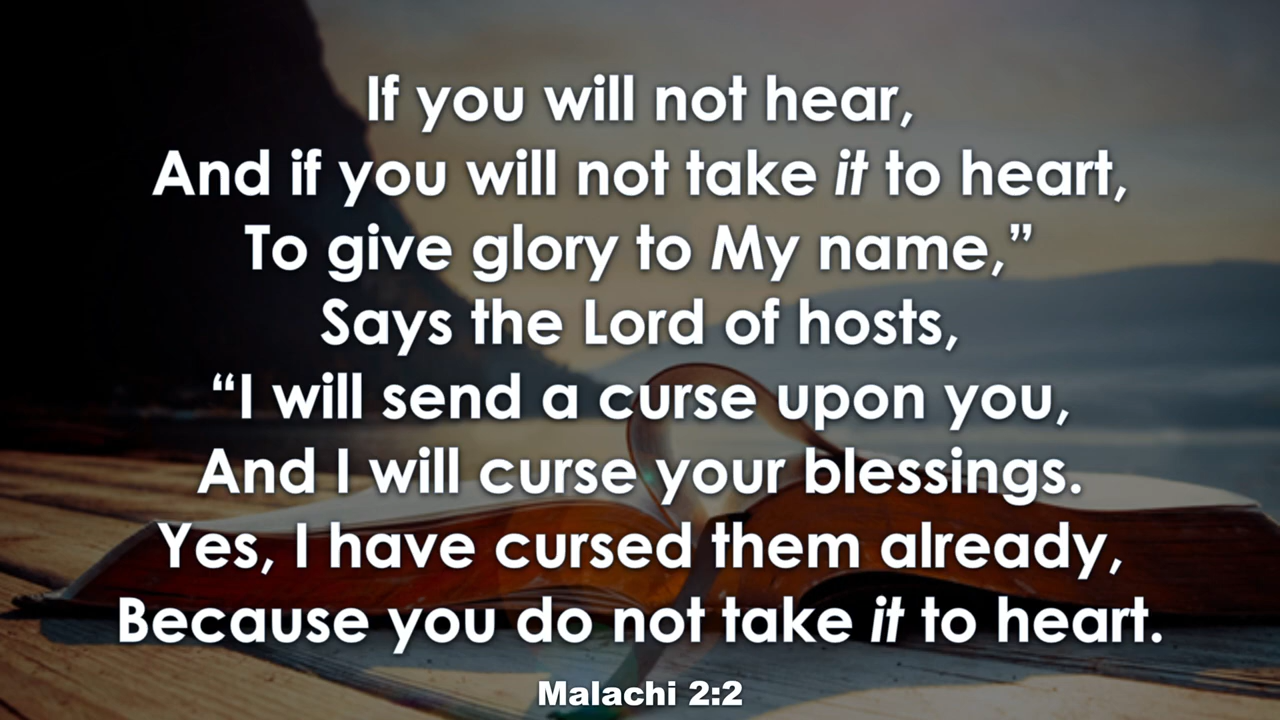 If you will not hear,
And if you will not take it to heart,
To give glory to My name,”
Says the Lord of hosts,
“I will send a curse upon you,
And I will curse your blessings.
Yes, I have cursed them already,
Because you do not take it to heart.
Malachi 2:2